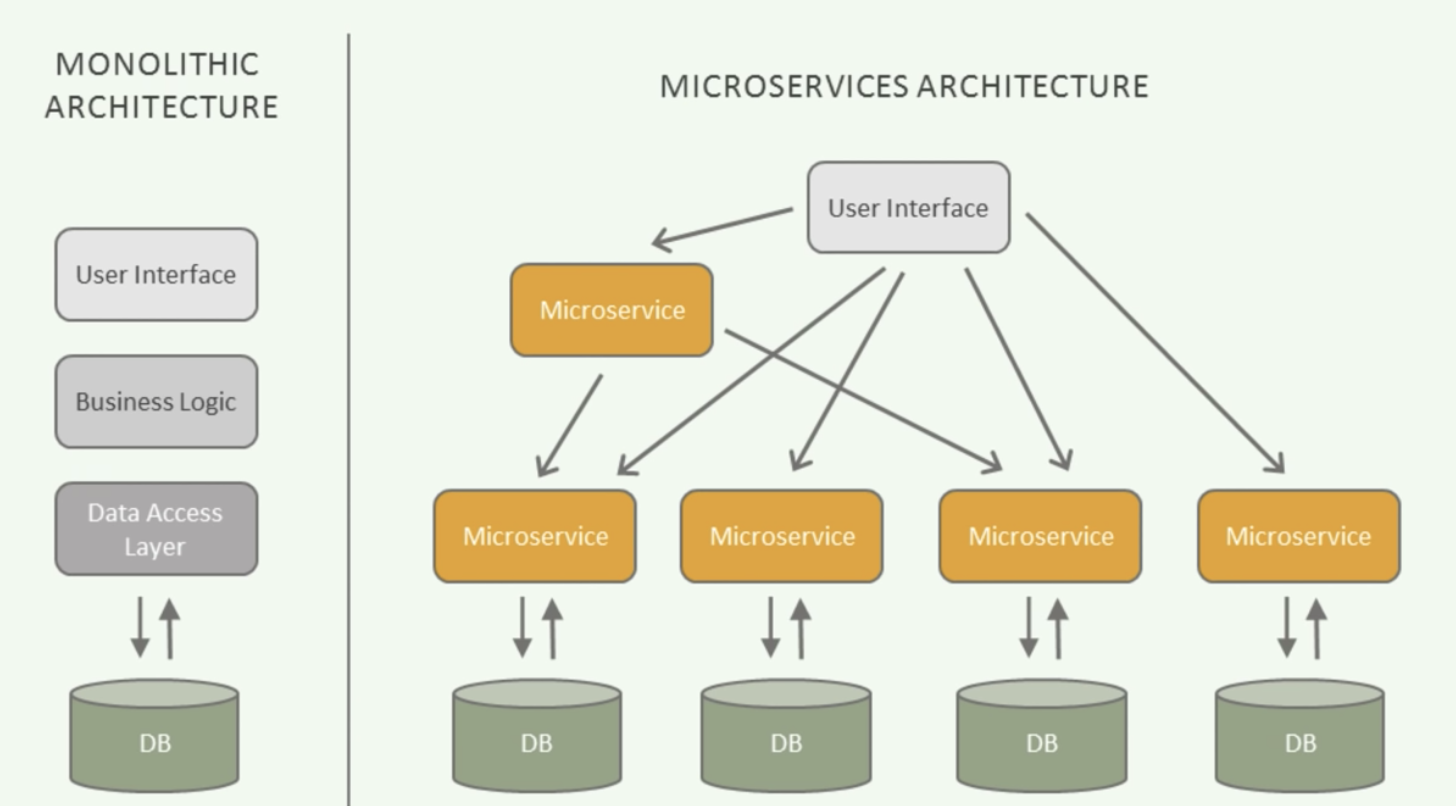 MONOLITHIC
ARCHITECTURE
User Interface
Business Logic
Data Access
Layer
DB
MICROSERVICES ARCHITECTURE
User Interface
Microservice
Microservice
Microservice
Microservice
Microservice
DB
DB
DB
DB